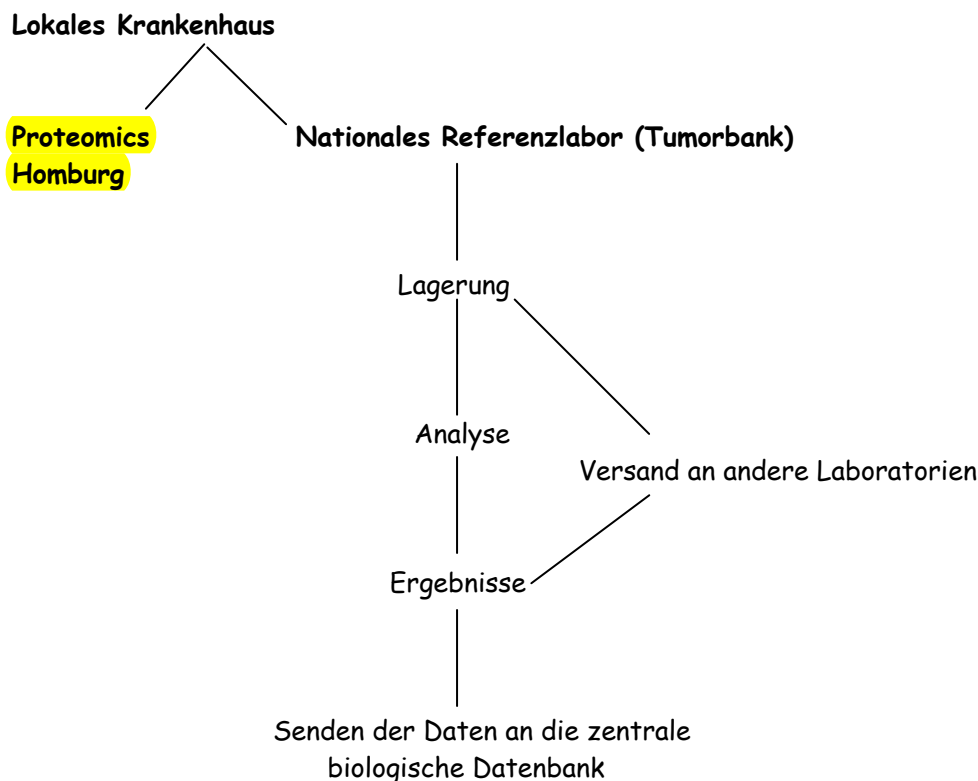 Lokales Krankenhaus
Proteomics
Homburg
Nationales Referenzlabor (Tumorbank)
Lagerung
Analyse
Versand an andere Laboratorien
Ergebnisse
Senden der Daten an die zentrale
biologische Datenbank